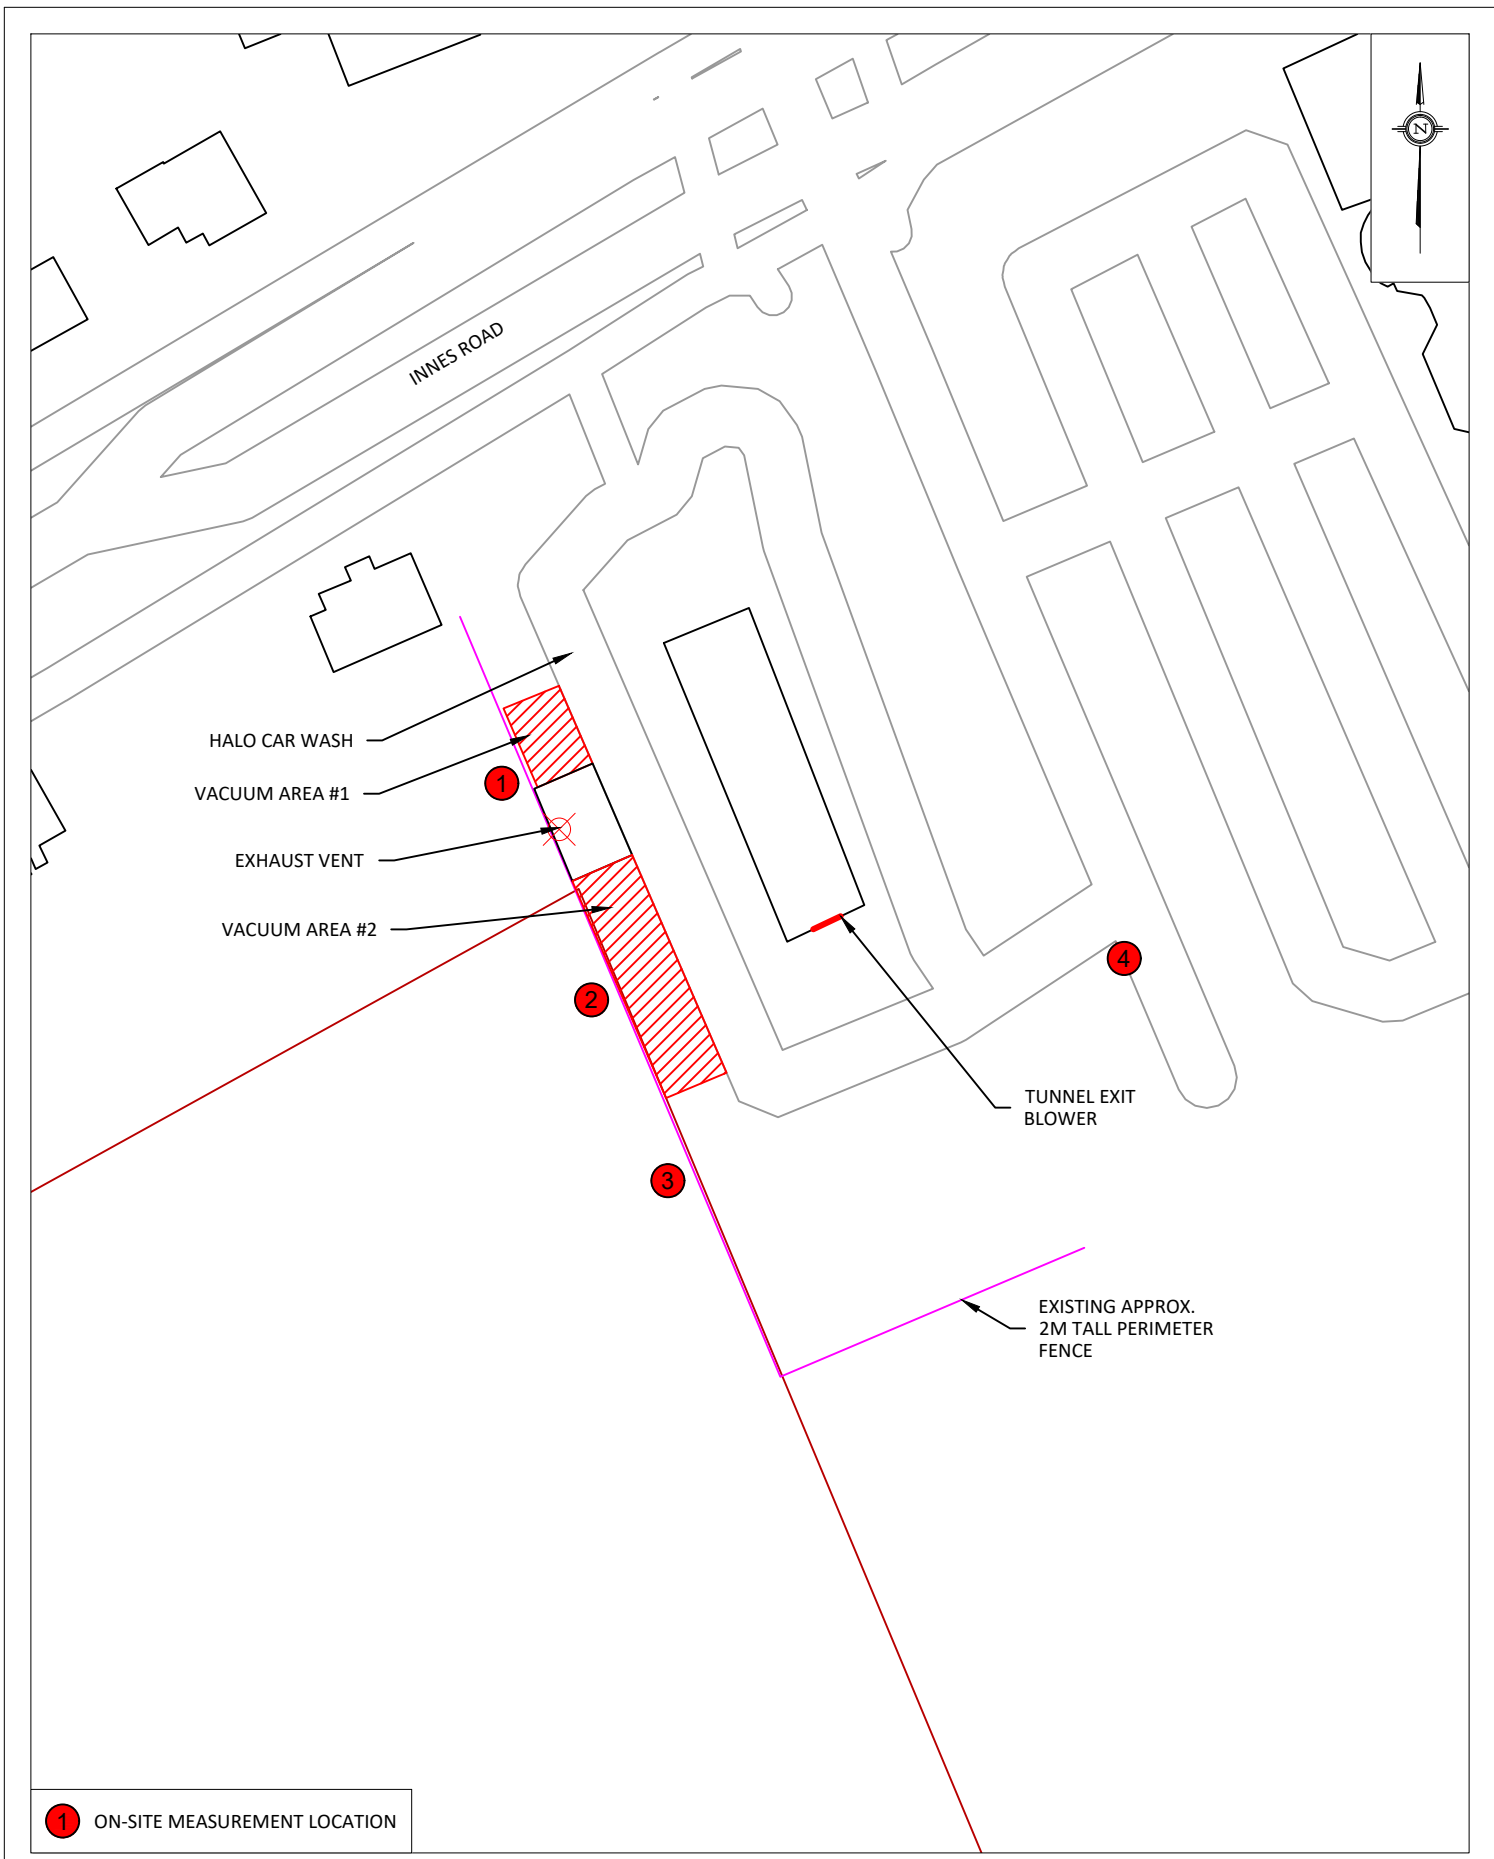 N
INNES ROAD
HALO CAR WASH
VACUUM AREA #1
1
EXHAUST VENT
VACUUM AREA #2
2
4
TUNNEL EXIT
BLOWER
3
EXISTING APPROX.
2M TALL PERIMETER
FENCE
1 ON-SITE MEASUREMENT LOCATION